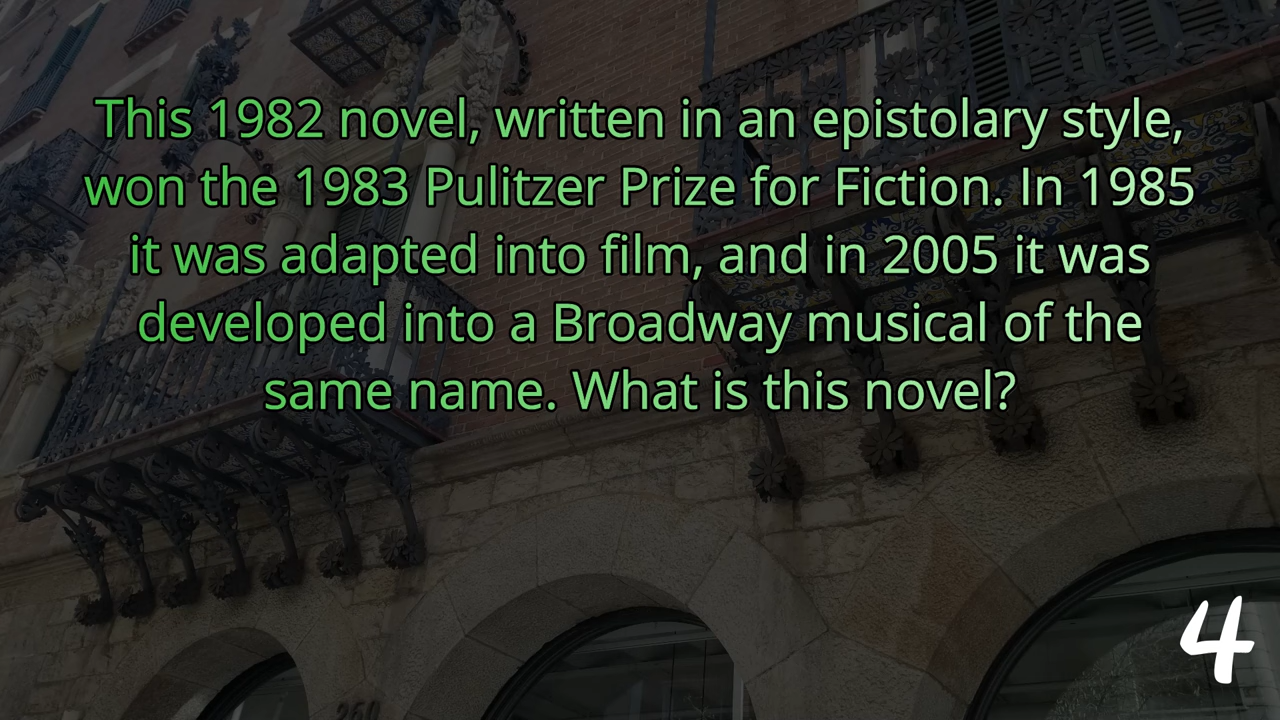 This 1982 novel, written in an epistolary style,
won the 1983 Pulitzer Prize for Fiction. In 1985
it was adapted into film, and in 2005 it was
developed into a Broadway musical of the
same name. What is this novel?
4